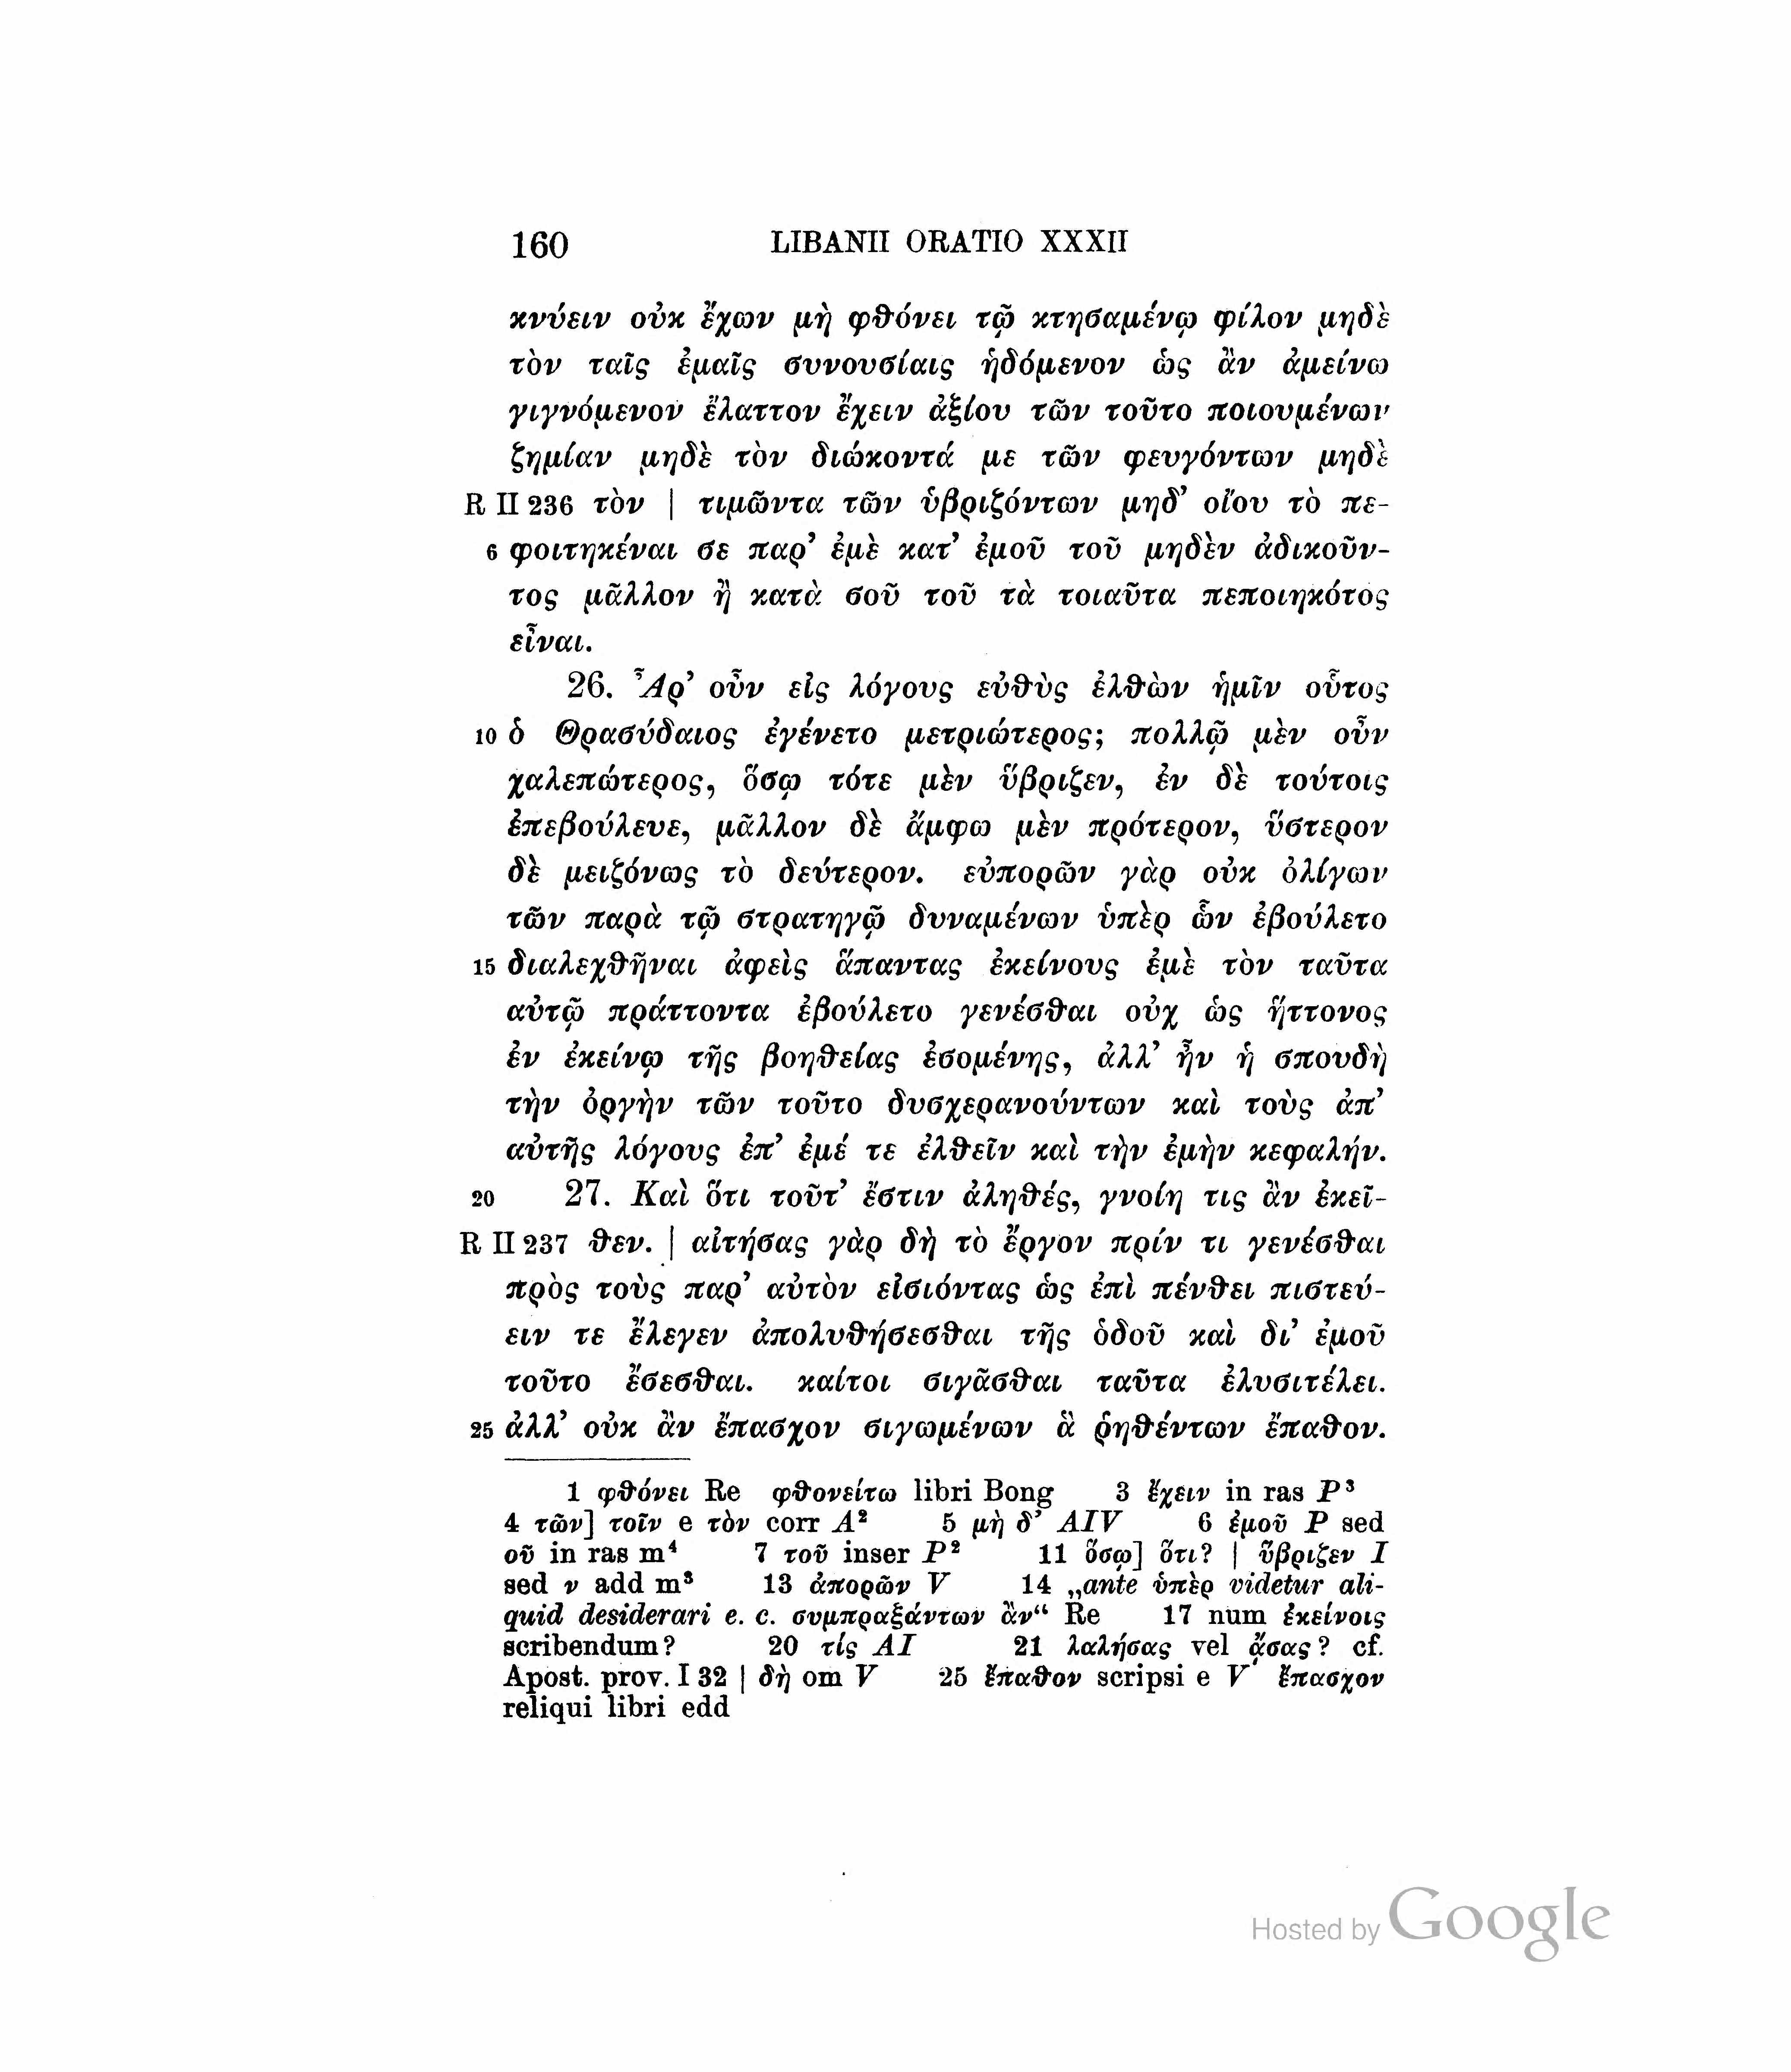 160 LIBANII ORATIO XXXII
κνύειν οὐκ ἔχων μὴ φθόνει τῷ κτησαμένῳ φίλον μηδὲ
τὸν ταῖς ἐμαῖς συνουσίαις ἡδόμενον ὡς ἂν ἀμείνω
γιγνόμενον ἔλαττον ἔχειν ἀξίου τῶν τοῦτο ποιουμένων
ζημίαν μηδὲ τὸν διώκοντά με τῶν φευγόντων μηδὲ
R II 236 τὸν | τιμῶντα τῶν ὑβριζόντων μηδ’ οἴου τὸ πε-
6 φοιτηκέναι σε παρ’ ἐμὲ κατ’ ἐμοῦ τοῦ μηδὲν ἀδικοῦν-
τος μᾶλλον ἢ κατὰ σοῦ τοῦ τὰ τοιαῦτα πεποιηκότος
εἶναι.
26. Ἆρ’ οὖν εἰς λόγους εὐθὺς ἐλθὼν ἡμῖν οὗτος
10 ὁ Θρασύδαιος ἐγένετο μετριώτερος; πολλῷ μὲν οὖν
χαλεπώτερος, ὅσῳ τότε μὲν ὕβριζεν, ἐν δὲ τούτοις
ἐπεβούλευε, μᾶλλον δὲ ἄμφω μὲν πρότερον, ὕστερον
δὲ μειζόνως τὸ δεύτερον. εὐπορῶν γὰρ οὐκ ὀλίγων
τῶν παρὰ τῷ στρατηγῷ δυναμένων ὑπὲρ ὧν ἐβούλετο
15 διαλεχθῆναι ἀφεὶς ἅπαντας ἐκείνους ἐμὲ τὸν ταῦτα
αὐτῷ πράττοντα ἐβούλετο γενέσθαι οὐχ ὡς ἥττονος
ἐν ἐκείνῳ τῆς βοηθείας ἐσομένης, ἀλλ’ ἦν ἡ σπουδὴ
τὴν ὀργὴν τῶν τοῦτο δυσχερανούντων καὶ τοὺς ἀπ’
αὐτῆς λόγους ἐπ’ ἐμέ τε ἐλθεῖν καὶ τὴν ἐμὴν κεφαλήν.
20 27. Καὶ ὅτι τοῦτ’ ἔστιν ἀληθές, γνοίη τις ἂν ἐκεῖ-
R II 237 θεν. | αἰτήσας γὰρ δὴ τὸ ἔργον πρίν τι γενέσθαι
πρὸς τοὺς παρ’ αὐτὸν εἰσιόντας ὡς ἐπὶ πένθει πιστεύ-
ειν τε ἔλεγεν ἀπολυθήσεσθαι τῆς ὁδοῦ καὶ δι’ ἐμοῦ
τοῦτο ἔσεσθαι. καίτοι σιγᾶσθαι ταῦτα ἐλυσιτέλει.
25 ἀλλ’ οὐκ ἂν ἔπασχον σιγωμένων ἃ ῥηθέντων ἔπαθον.
1 φθόνει Re φθονείτω libri Bong 3 ἔχειν in ras P³
4 τῶν] τοῖν e τὸν corr A² 5 μὴ δ’ AIV 6 ἐμοῦ P sed
οῦ in ras m⁴ 7 τοῦ inser P² 11 ὅσῳ] ὅτι? | ὕβριζεν I
sed ν add m³ 13 ἀπορῶν V 14 „ante ὑπὲρ videtur ali-
quid desiderari e. c. συμπραξάντων ἂν“ Re 17 num ἐκείνοις
scribendum? 20 τίς AI 21 λαλήσας vel ᾄσας? cf.
Apost. prov. I 32 | δὴ om V 25 ἔπαθον scripsi e V ἔπασχον
reliqui libri edd
Hosted by Google